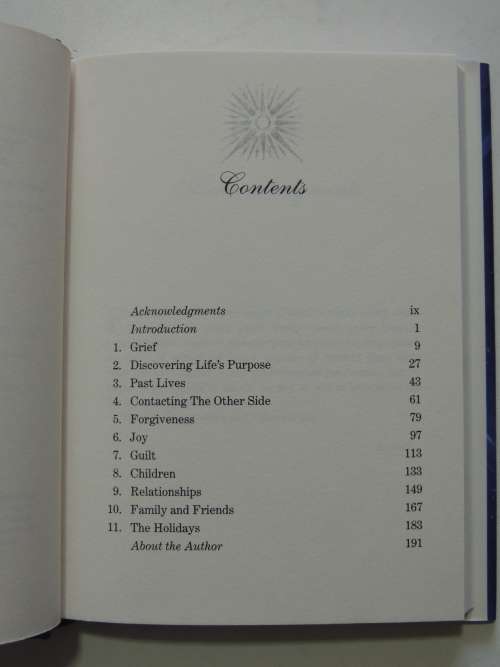 Contents
Acknowledgments ix
Introduction 1
1. Grief 9
2. Discovering Life's Purpose 27
3. Past Lives 43
4. Contacting The Other Side 61
5. Forgiveness 79
6. Joy 97
7. Guilt 113
8. Children 133
9. Relationships 149
10. Family and Friends 167
11. The Holidays 183
About the Author 191